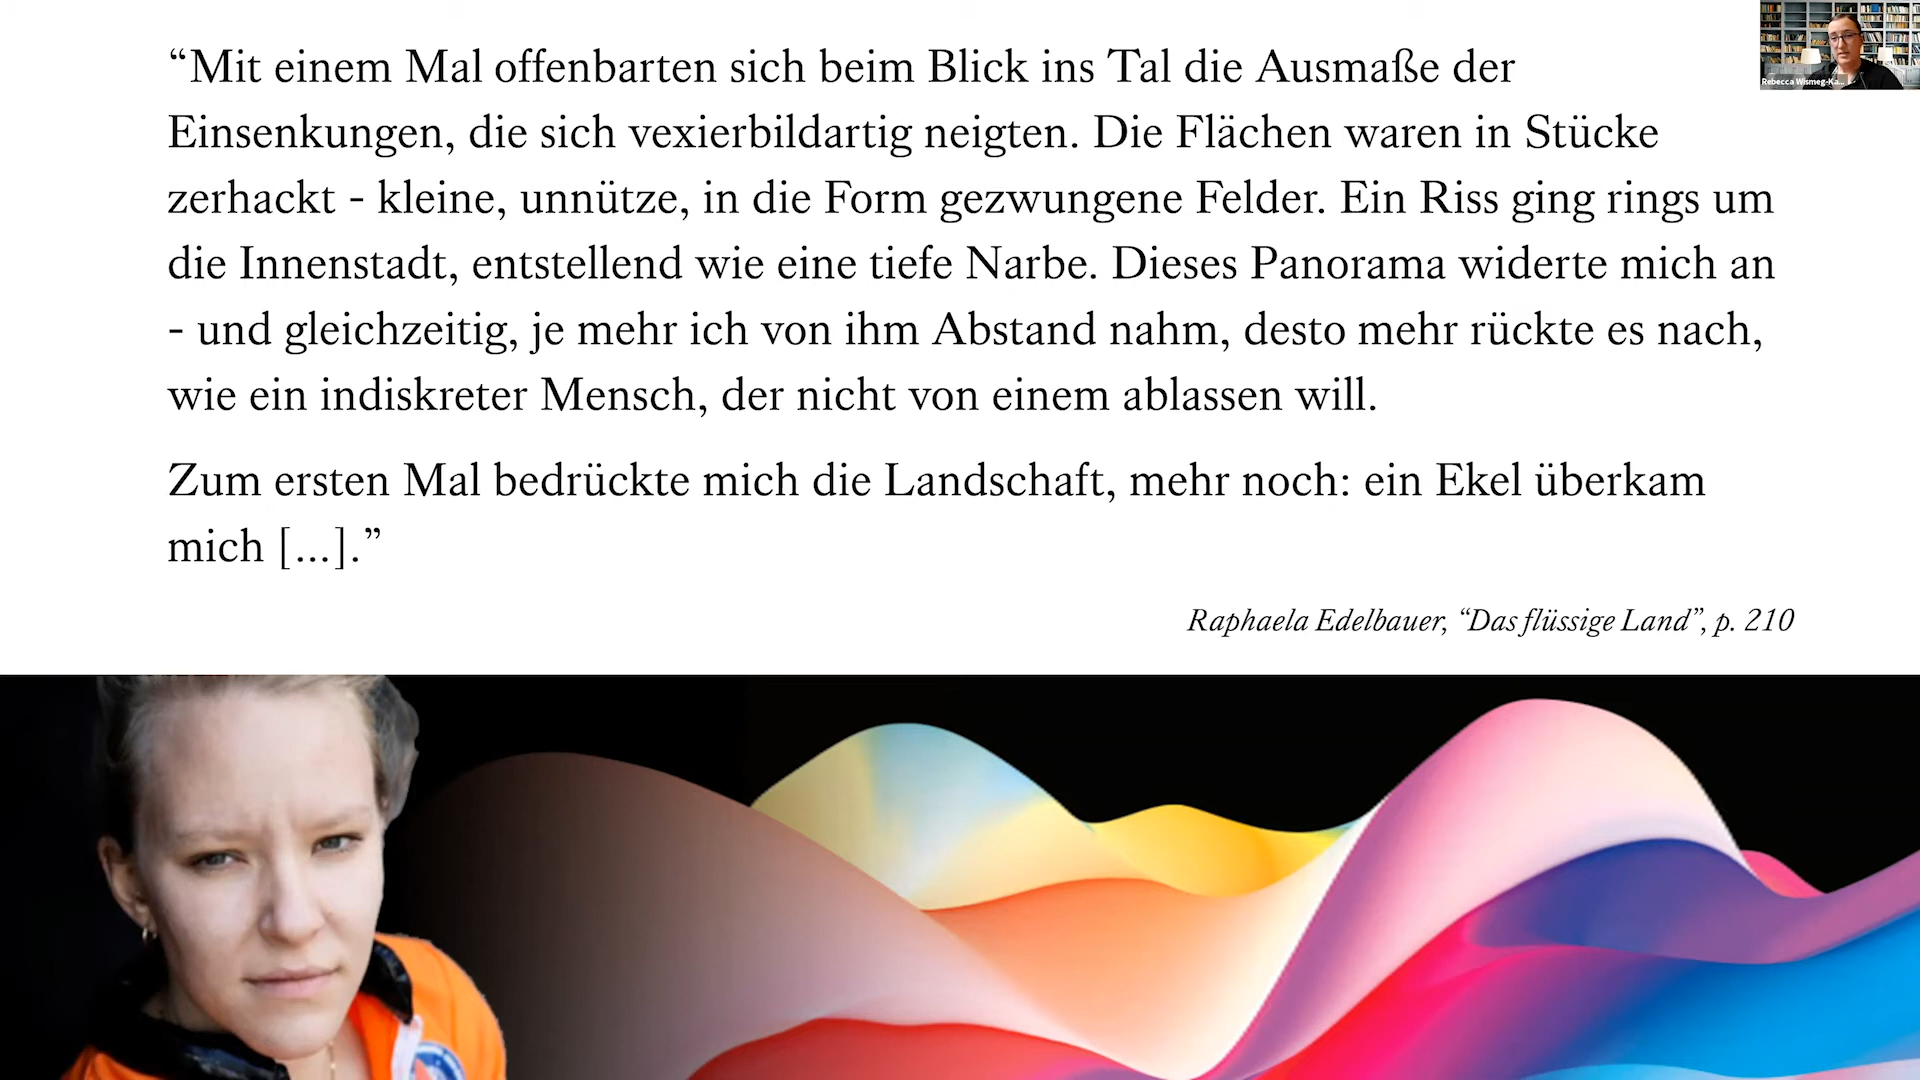 “Mit einem Mal offenbarten sich beim Blick ins Tal die Ausmaße der
Einsenkungen, die sich vexierbildartig neigten. Die Flächen waren in Stücke
zerhackt - kleine, unnütze, in die Form gezwungene Felder. Ein Riss ging rings um
die Innenstadt, entstellend wie eine tiefe Narbe. Dieses Panorama widerte mich an
- und gleichzeitig, je mehr ich von ihm Abstand nahm, desto mehr rückte es nach,
wie ein indiskreter Mensch, der nicht von einem ablassen will.
Zum ersten Mal bedrückte mich die Landschaft, mehr noch: ein Ekel überkam
mich [...].”
Raphaela Edelbauer, “Das flüssige Land”, p. 210
Rebecca Wismeg-Ka...